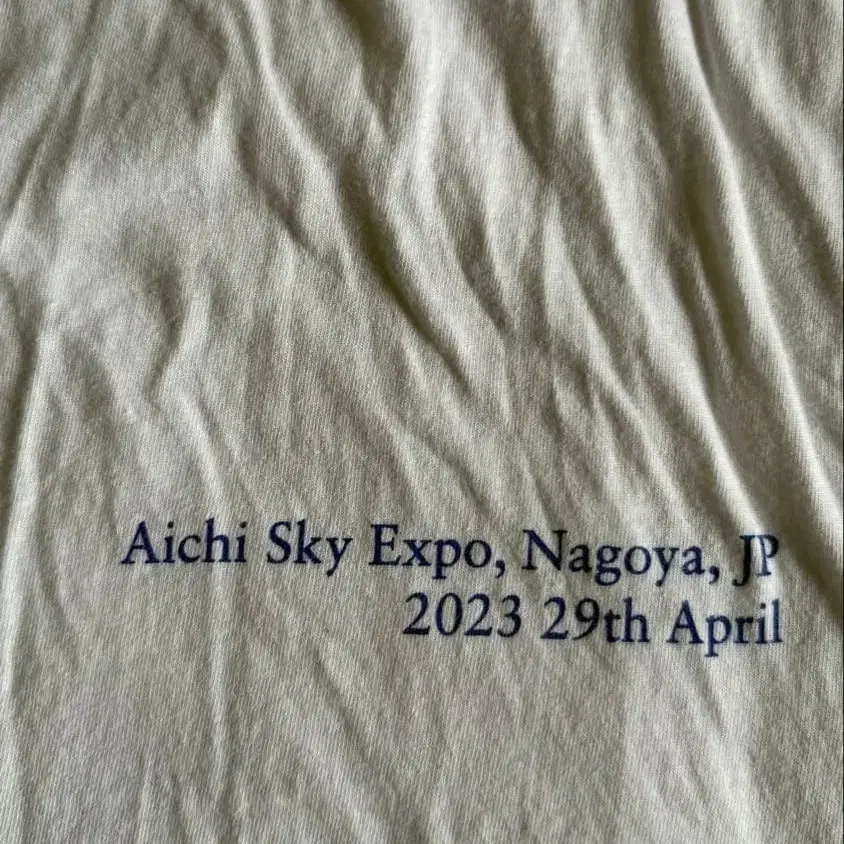 Aichi Sky Expo, Nagoya, JP
2023 29th April